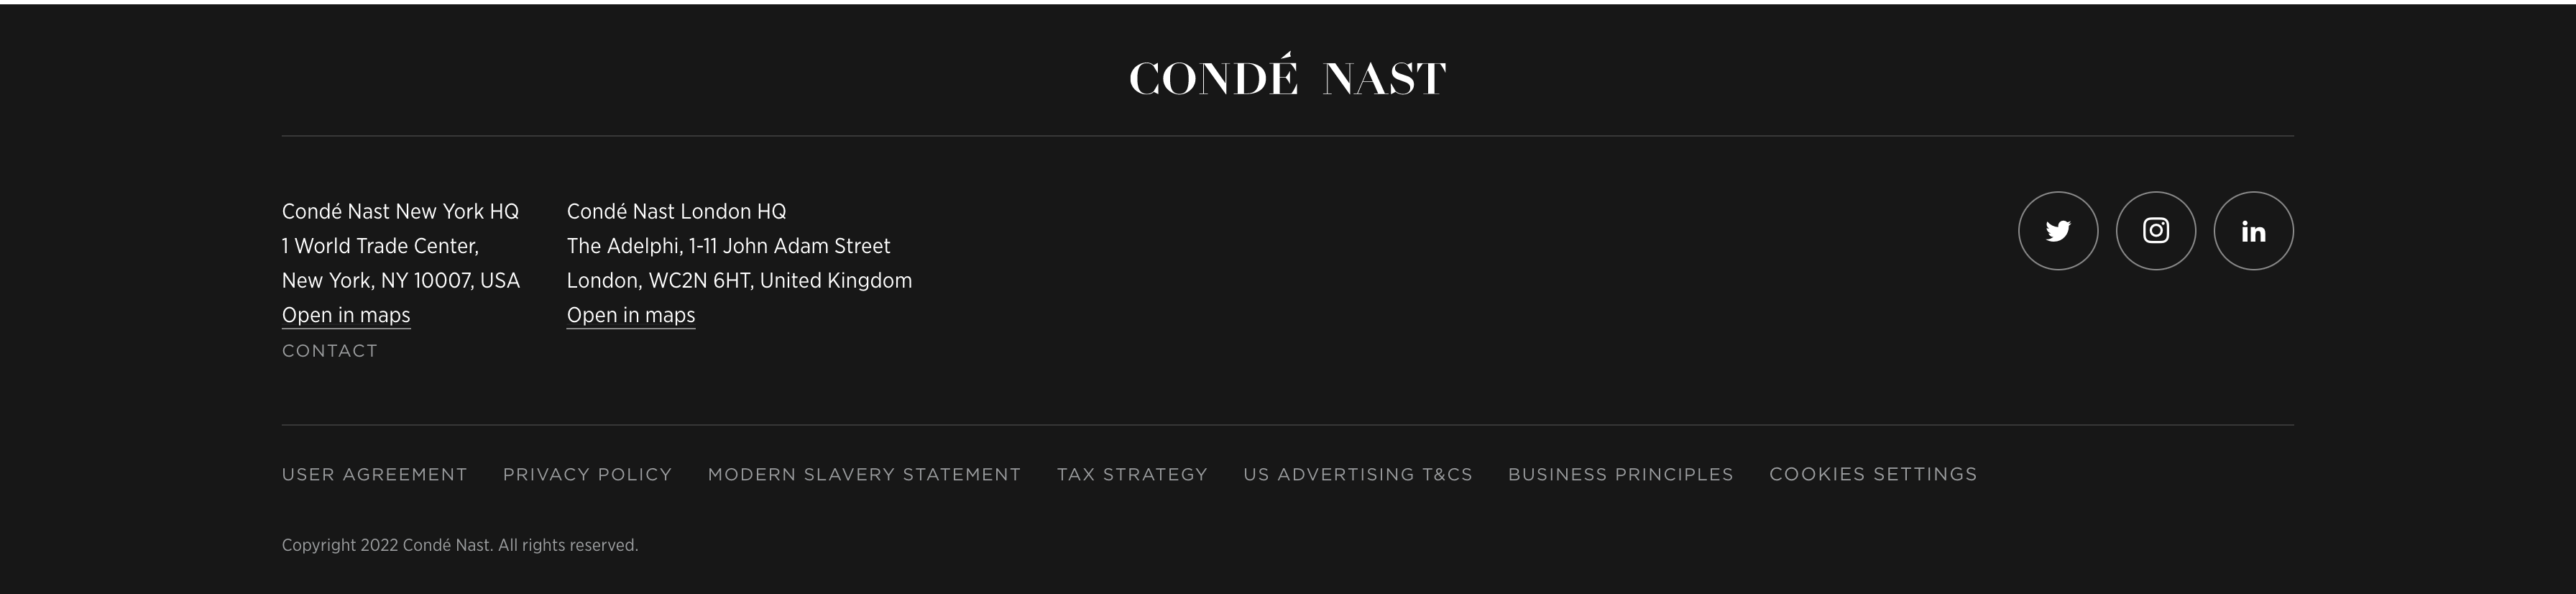 CONDÉ NAST
Condé Nast New York HQ
1 World Trade Center,
New York, NY 10007, USA
Open in maps
CONTACT
Condé Nast London HQ
The Adelphi, 1-11 John Adam Street
London, WC2N 6HT, United Kingdom
Open in maps
in
USER AGREEMENT PRIVACY POLICY MODERN SLAVERY STATEMENT TAX STRATEGY US ADVERTISING T&CS BUSINESS PRINCIPLES COOKIES SETTINGS
Copyright 2022 Condé Nast. All rights reserved.